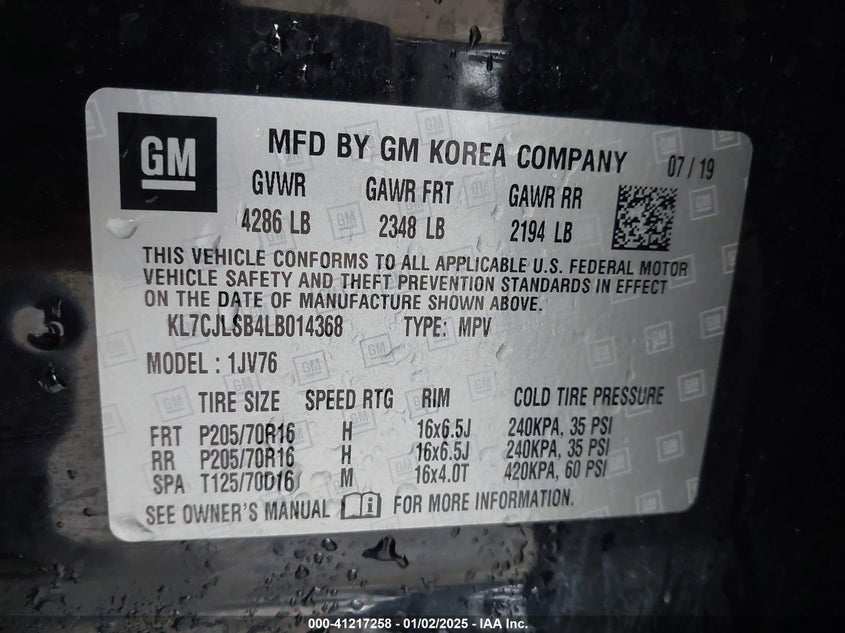 GM
MFD BY GM KOREA COMPANY 07 / 19
GVWR GAWR FRT GAWR RR
4286 LB 2348 LB 2194 LB
THIS VEHICLE CONFORMS TO ALL APPLICABLE U.S. FEDERAL MOTOR
VEHICLE SAFETY AND THEFT PREVENTION STANDARDS IN EFFECT
ON THE DATE OF MANUFACTURE SHOWN ABOVE.
KL7CJLSB4LB014368 TYPE: MPV
MODEL : 1JV76
TIRE SIZE SPEED RTG RIM COLD TIRE PRESSURE
FRT P205/70R16 H 16x6.5J 240KPA, 35 PSI
RR P205/70R16 H 16x6.5J 240KPA, 35 PSI
SPA T125/70D16 M 16x4.0T 420KPA, 60 PSI
SEE OWNER'S MANUAL FOR MORE INFORMATION.
000-41217258 - 01/02/2025 - IAA Inc.